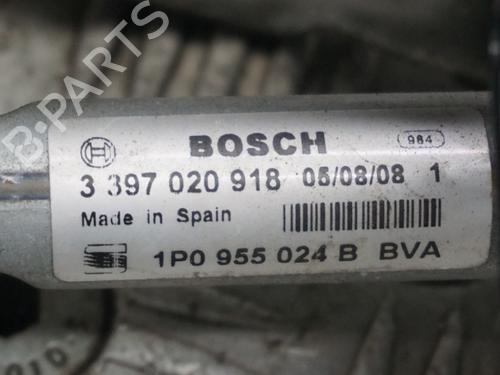 B-PARTS
BOSCH 984
3 397 020 918 05/08/08 1
Made in Spain
1P0 955 024 B BVA